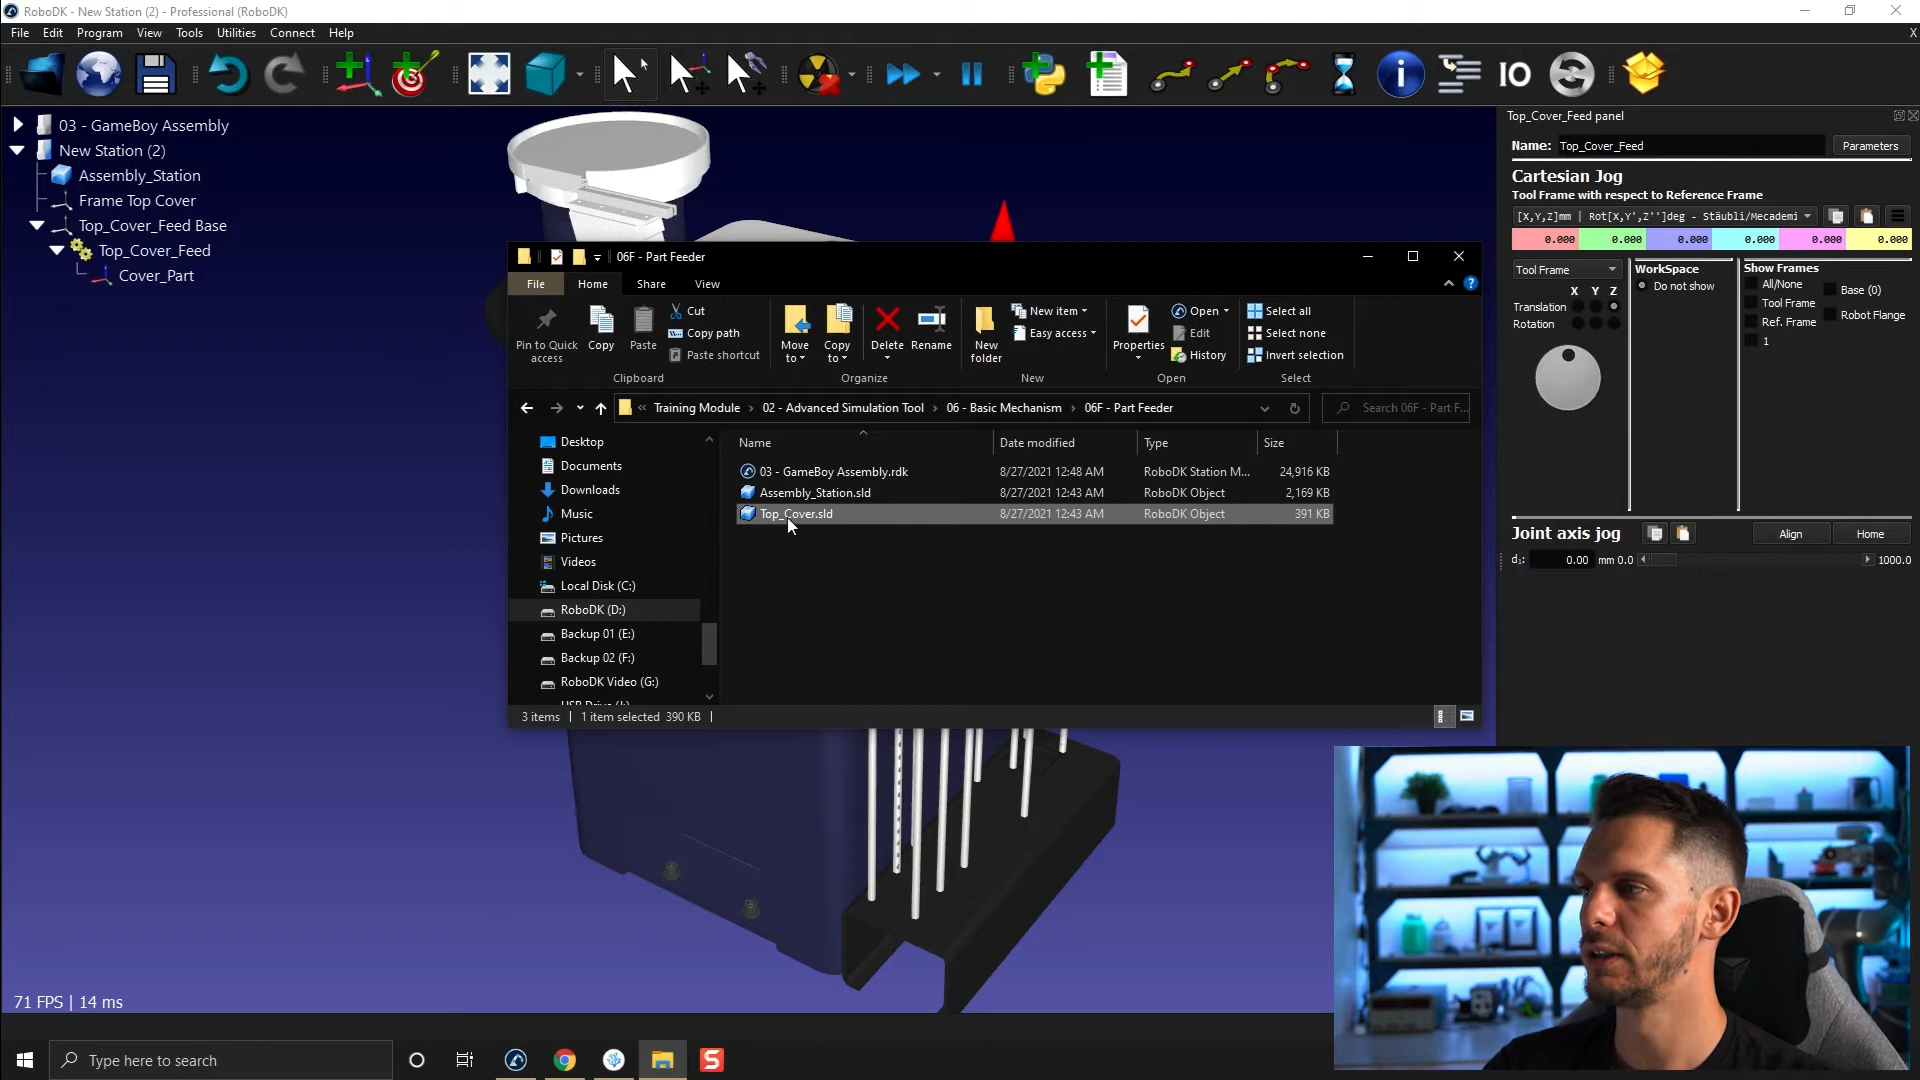 RoboDK - New Station (2) - Professional (RoboDK)
File Edit Program View Tools Utilities Connect Help
X
IO
03 - GameBoy Assembly
New Station (2)
Assembly_Station
Frame Top Cover
Top_Cover_Feed Base
Top_Cover_Feed
Cover_Part
71 FPS | 14 ms
Top_Cover_Feed panel
Name: Top_Cover_Feed Parameters
Cartesian Jog
Tool Frame with respect to Reference Frame
[X,Y,Z]mm | Rot[X,Y',Z'']deg - Stäubli/Mecademi
0.000 0.000 0.000 0.000 0.000 0.000
Tool Frame
X Y Z
Translation
Rotation
WorkSpace
Do not show
Show Frames
All/None Base (0)
Tool Frame
Ref. Frame Robot Flange
1
Joint axis jog Align Home
d₁: 0.00 mm 0.0 1000.0
06F - Part Feeder
File Home Share View
Pin to Quick access
Copy
Paste
Cut
Copy path
Paste shortcut
Clipboard
Move to
Copy to
Delete
Rename
Organize
New folder
New item
Easy access
New
Properties
Open
Edit
History
Open
Select all
Select none
Invert selection
Select
« Training Module › 02 - Advanced Simulation Tool › 06 - Basic Mechanism › 06F - Part Feeder
Search 06F - Part F...
Desktop
Documents
Downloads
Music
Pictures
Videos
Local Disk (C:)
RoboDK (D:)
Backup 01 (E:)
Backup 02 (F:)
RoboDK Video (G:)
Name Date modified Type Size
03 - GameBoy Assembly.rdk 8/27/2021 12:48 AM RoboDK Station M... 24,916 KB
Assembly_Station.sld 8/27/2021 12:43 AM RoboDK Object 2,169 KB
Top_Cover.sld 8/27/2021 12:43 AM RoboDK Object 391 KB
3 items | 1 item selected 390 KB |
Type here to search
S